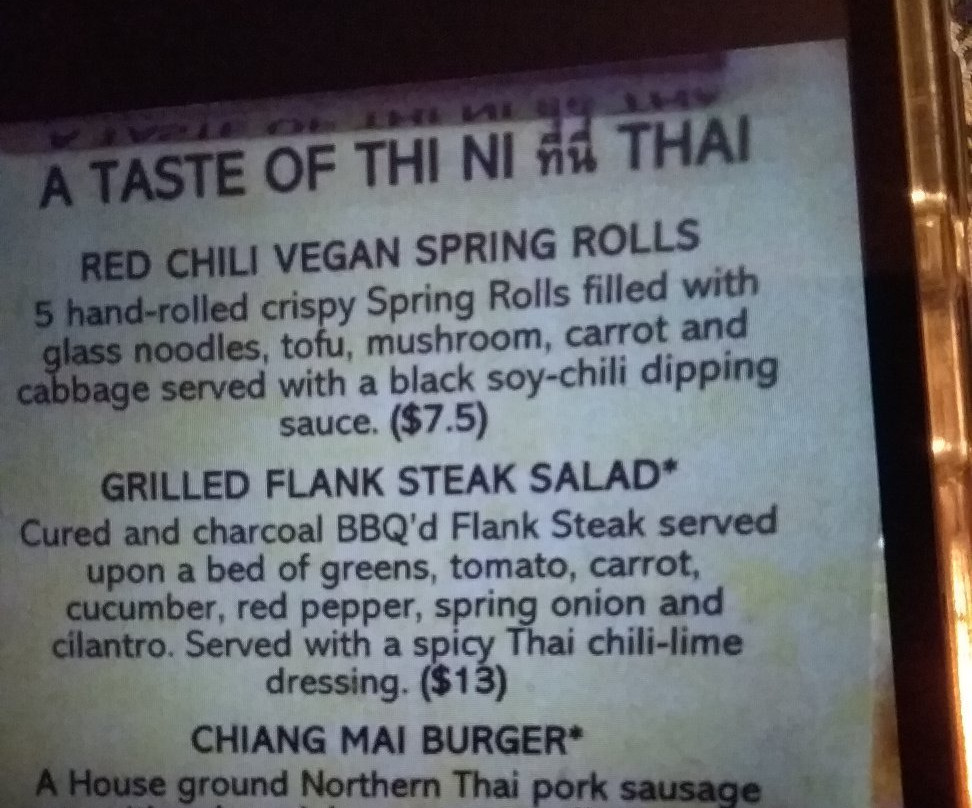 A TASTE OF THI NI ที่นี่ THAI
RED CHILI VEGAN SPRING ROLLS
5 hand-rolled crispy Spring Rolls filled with
glass noodles, tofu, mushroom, carrot and
cabbage served with a black soy-chili dipping
sauce. ($7.5)
GRILLED FLANK STEAK SALAD*
Cured and charcoal BBQ'd Flank Steak served
upon a bed of greens, tomato, carrot,
cucumber, red pepper, spring onion and
cilantro. Served with a spicy Thai chili-lime
dressing. ($13)
CHIANG MAI BURGER*
A House ground Northern Thai pork sausage